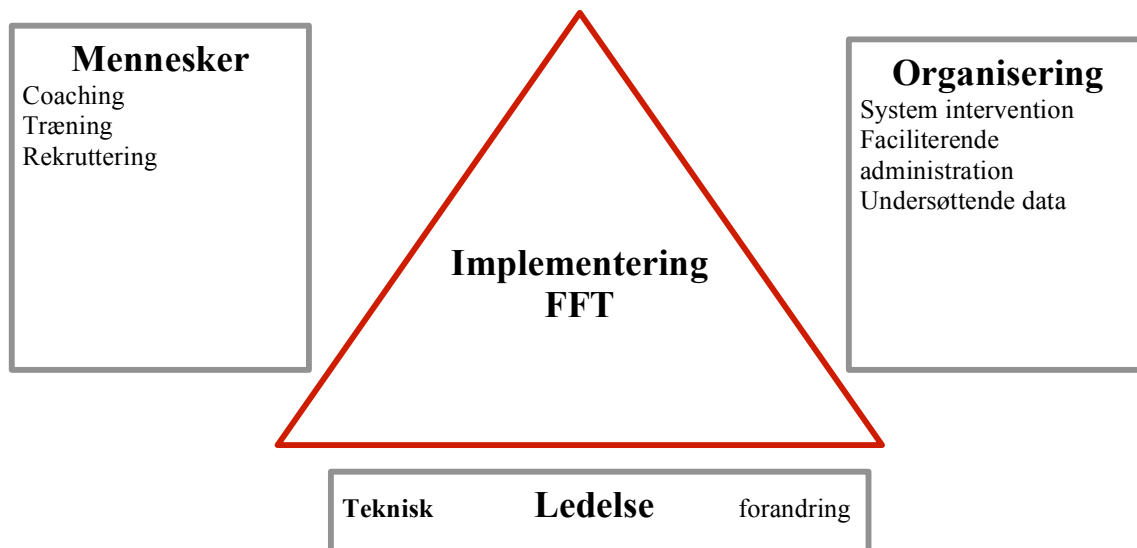 Mennesker
Coaching
Træning
Rekruttering
Organisering
System intervention
Faciliterende
administration
Undersøttende data
Implementering
FFT
Teknisk Ledelse forandring